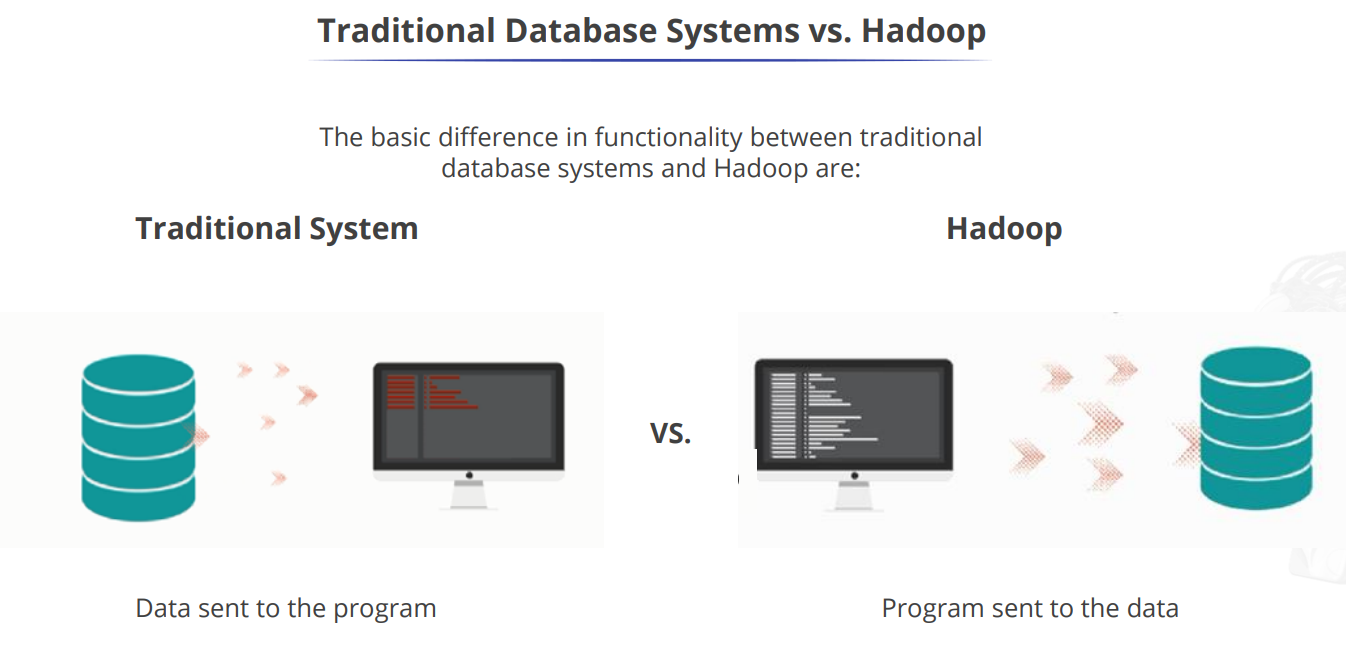 Traditional Database Systems vs. Hadoop
The basic difference in functionality between traditional
database systems and Hadoop are:
Traditional System
Hadoop
VS.
Data sent to the program
Program sent to the data